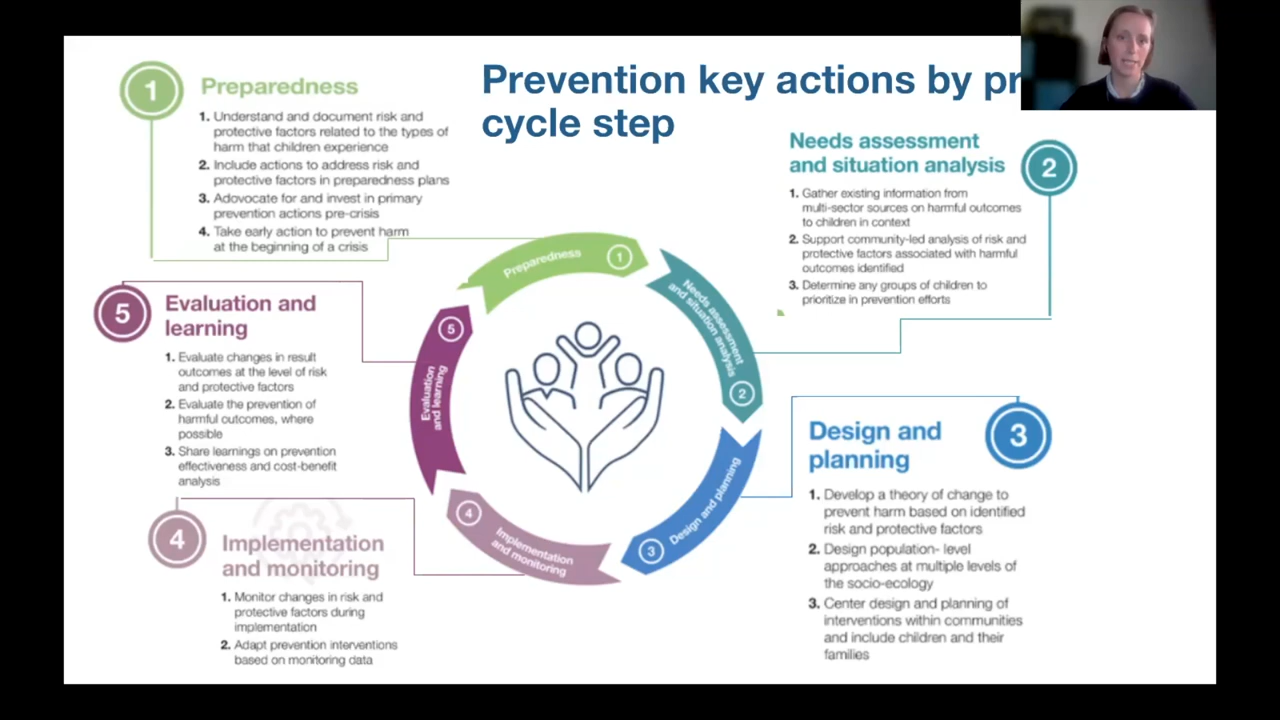 Prevention key actions by pr
cycle step
1
Preparedness
1. Understand and document risk and
protective factors related to the types of
harm that children experience
2. Include actions to address risk and
protective factors in preparedness plans
3. Adovocate for and invest in primary
prevention actions pre-crisis
4. Take early action to prevent harm
at the beginning of a crisis
Needs assessment
and situation analysis
2
1. Gather existing information from
multi-sector sources on harmful outcomes
to children in context
2. Support community-led analysis of risk and
protective factors associated with harmful
outcomes identified
3. Determine any groups of children to
prioritize in prevention efforts
Design and
planning
3
1. Develop a theory of change to
prevent harm based on identified
risk and protective factors
2. Design population- level
approaches at multiple levels of
the socio-ecology
3. Center design and planning of
interventions within communities
and include children and their
families
4
Implementation
and monitoring
1. Monitor changes in risk and
protective factors during
implementation
2. Adapt prevention interventions
based on monitoring data
5
Evaluation and
learning
1. Evaluate changes in result
outcomes at the level of risk
and protective factors
2. Evaluate the prevention of
harmful outcomes, where
possible
3. Share learnings on prevention
effectiveness and cost-benefit
analysis
Preparedness 1
Needs assessment
and situation analysis 2
3 Design and planning
4 Implementation
and monitoring
5 Evaluation
and learning